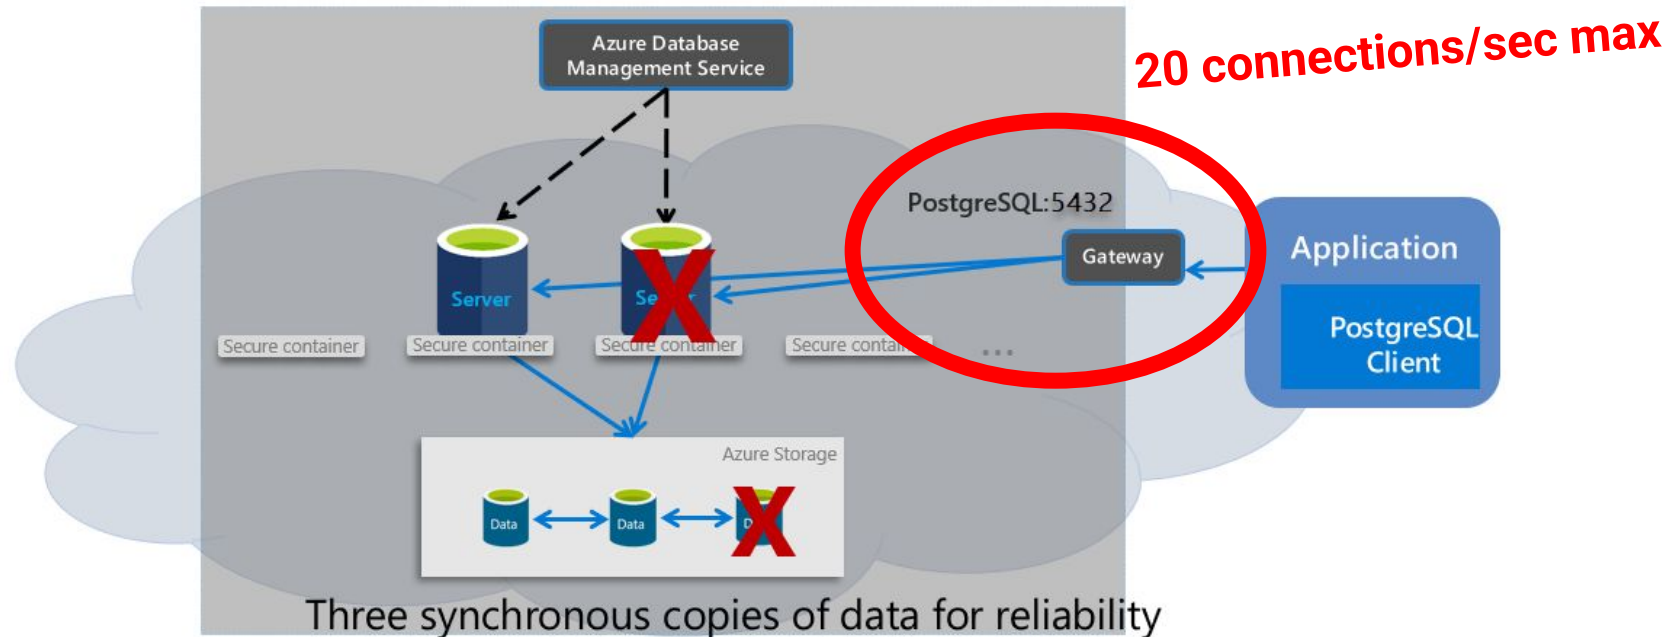 Azure Database
Management Service
20 connections/sec max
PostgreSQL:5432
Gateway
Application
PostgreSQL
Client
Server
Secure container
Secure container
Secure container
Secure
...
Azure Storage
Data
Data
Three synchronous copies of data for reliability